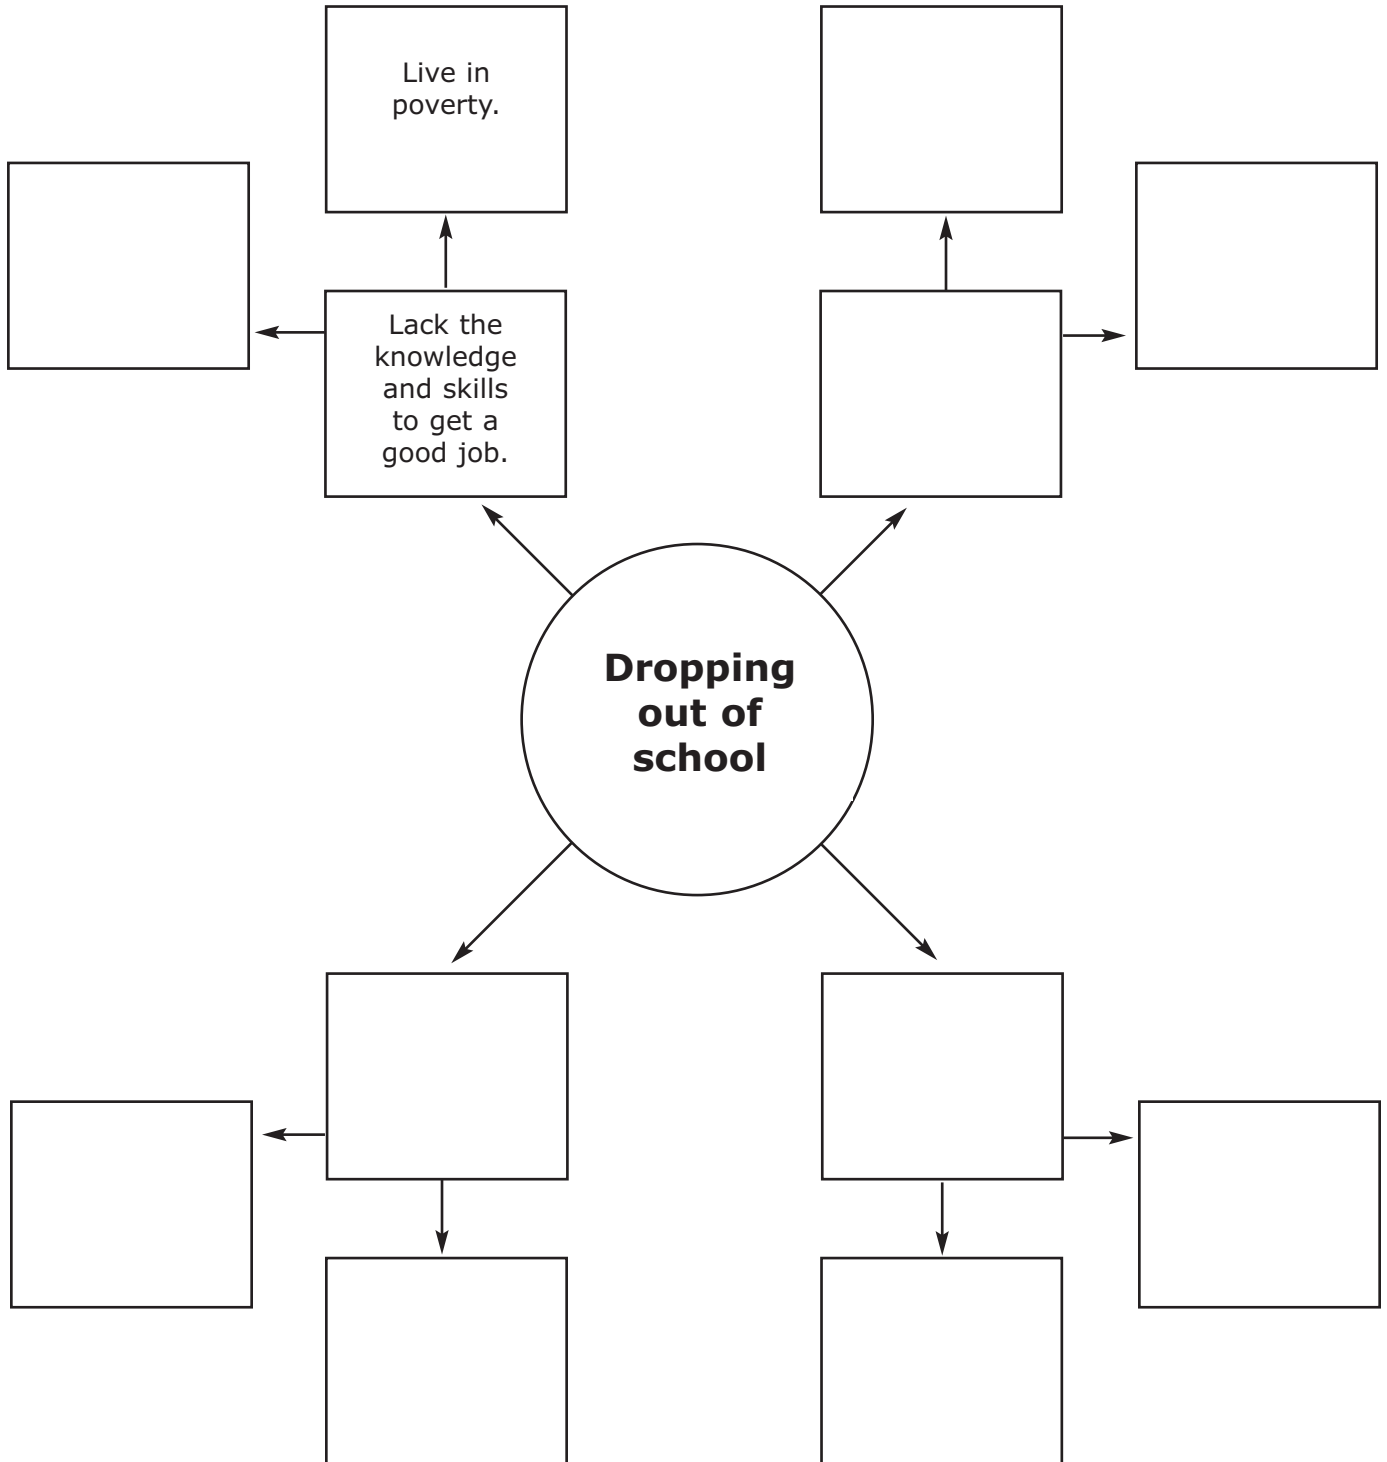 Live in
poverty.
Lack the
knowledge
and skills
to get a
good job.
Dropping
out of
school